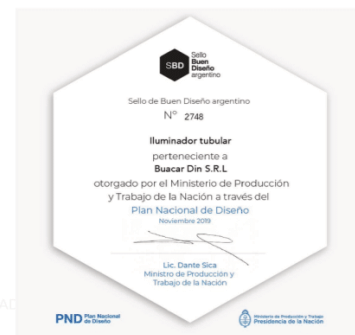 SBD
Sello
Buen
Diseño
argentino
Sello de Buen Diseño argentino
Nº 2748
Iluminador tubular
perteneciente a
Buacar Din S.R.L
otorgado por el Ministerio de Producción
y Trabajo de la Nación a través del
Plan Nacional de Diseño
Noviembre 2019
Lic. Dante Sica
Ministro de Producción y
Trabajo de la Nación
PND Plan Nacional
de Diseño
Ministerio de Producción y Trabajo
Presidencia de la Nación